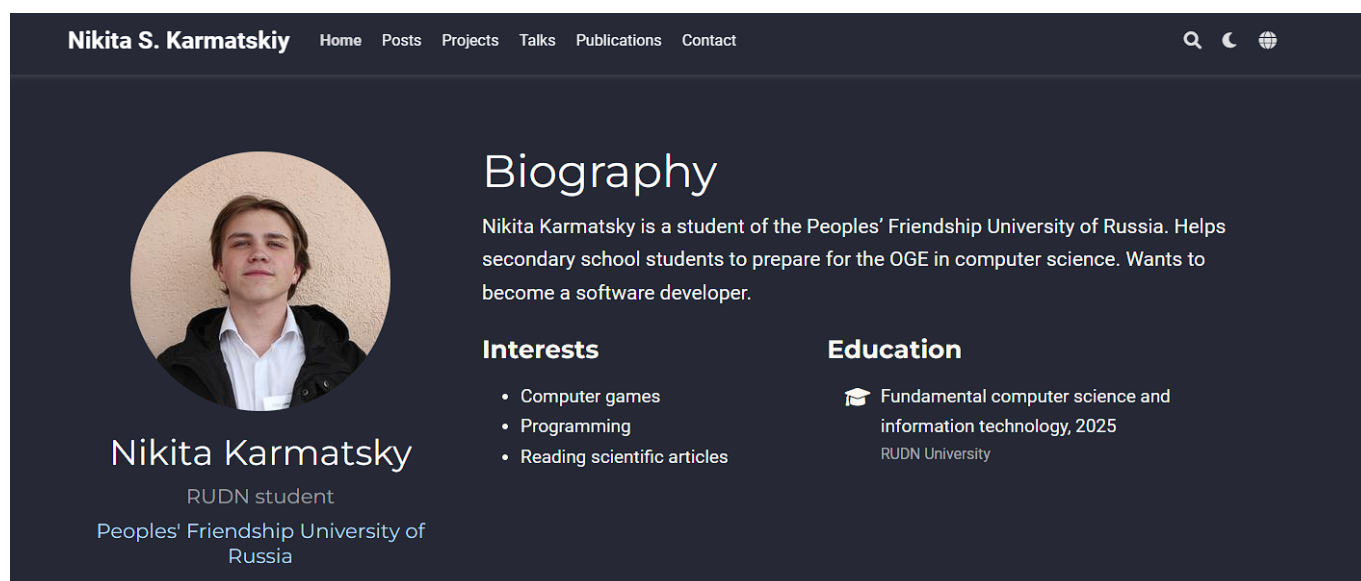 Nikita S. Karmatskiy Home Posts Projects Talks Publications Contact
Biography
Nikita Karmatsky is a student of the Peoples’ Friendship University of Russia. Helps
secondary school students to prepare for the OGE in computer science. Wants to
become a software developer.
Interests
• Computer games
• Programming
• Reading scientific articles
Education
Fundamental computer science and
information technology, 2025
RUDN University
Nikita Karmatsky
RUDN student
Peoples' Friendship University of
Russia